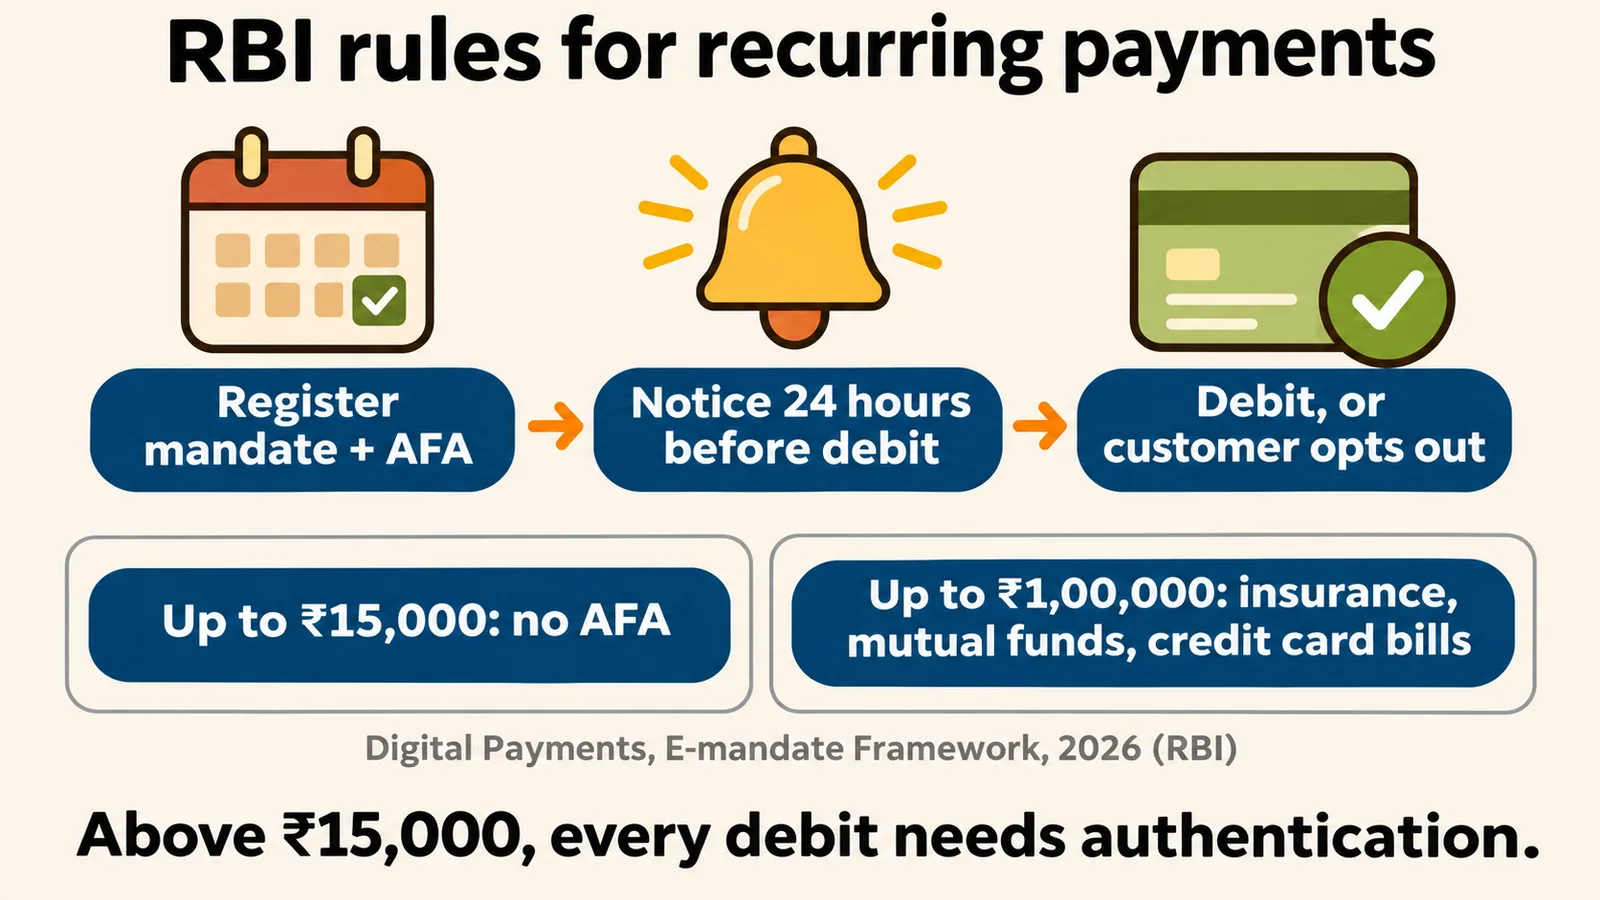 RBI rules for recurring payments
Register
mandate + AFA
Notice 24 hours
before debit
Debit, or
customer opts out
Up to ₹15,000: no AFA
Up to ₹1,00,000: insurance,
mutual funds, credit card bills
Digital Payments, E-mandate Framework, 2026 (RBI)
Above ₹15,000, every debit needs authentication.